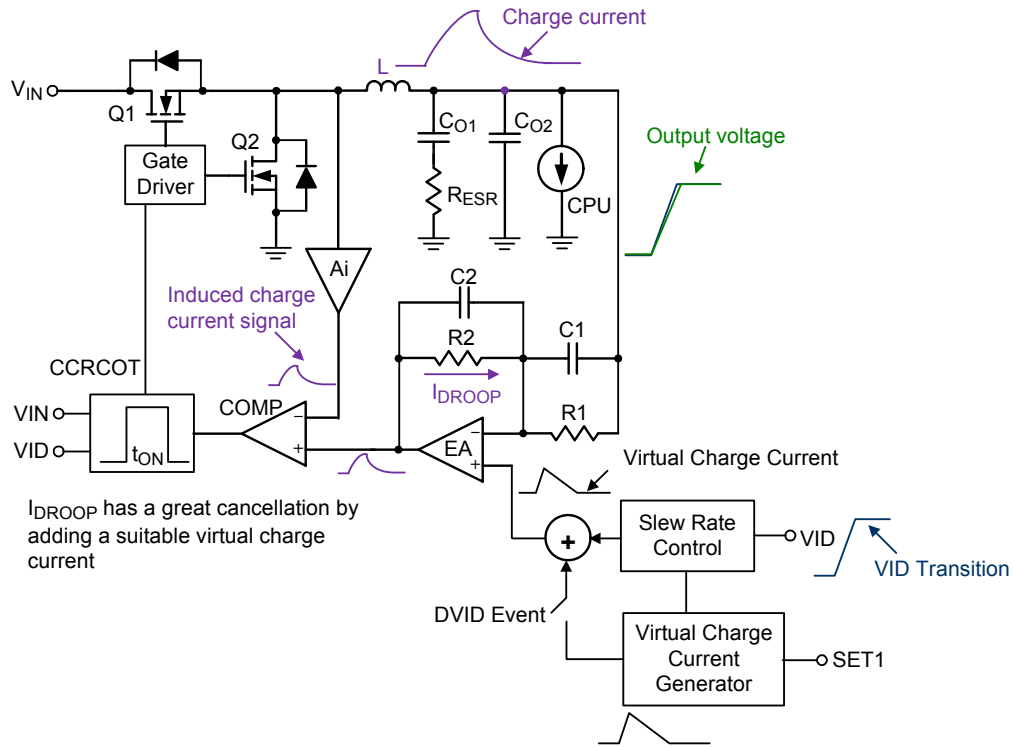 Charge current
L
VIN
Q1
CO1
CO2
Q2
Output voltage
Gate
Driver
RESR
CPU
Ai
C2
Induced charge
current signal
R2
C1
CCRCOT
IDROOP
COMP
R1
VIN
VID
tON
−
+
EA
−
+
Virtual Charge Current
IDROOP has a great cancellation by
adding a suitable virtual charge
current
+
Slew Rate
Control
VID
VID Transition
DVID Event
Virtual Charge
Current
Generator
SET1